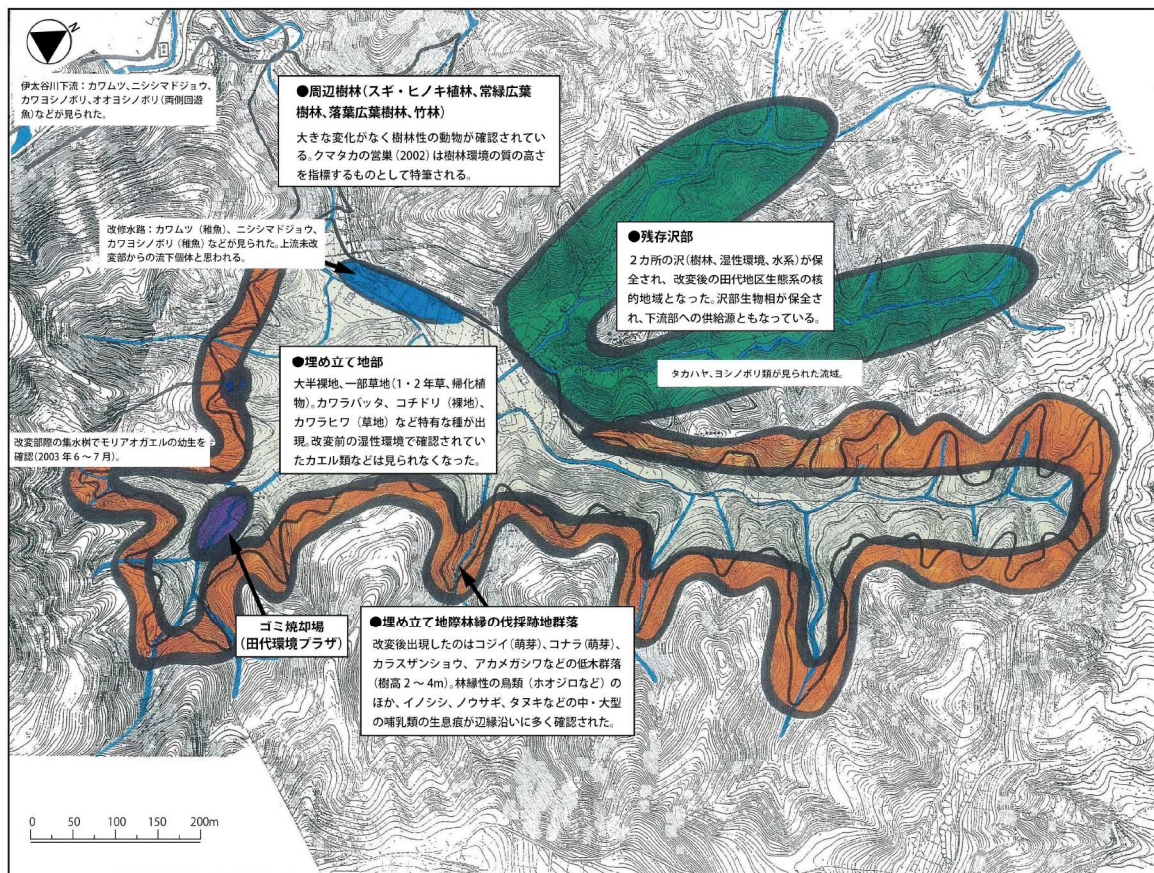 N
伊太谷川下流：カワムツ、ニシシマドジョウ、
カワヨシノボリ、オオヨシノボリ（両側回遊
魚）などが見られた。
●周辺樹林（スギ・ヒノキ植林、常緑広葉
樹林、落葉広葉樹林、竹林）
大きな変化がなく樹林性の動物が確認されてい
る。クマタカの営巣（2002）は樹林環境の質の高さ
を指標するものとして特筆される。
改修水路：カワムツ（稚魚）、ニシシマドジョウ、
カワヨシノボリ（稚魚）などが見られた。上流未改
変部からの流下個体と思われる。
●残存沢部
２カ所の沢（樹林、湿性環境、水系）が保
全され、改変後の田代地区生態系の核
的地域となった。沢部生物相が保全さ
れ、下流部への供給源ともなっている。
タカハヤ、ヨシノボリ類が見られた流域。
●埋め立て地部
大半裸地、一部草地（１・２年草、帰化植
物）。カワラバッタ、コチドリ（裸地）、
カワラヒワ（草地）など特有な種が出
現。改変前の湿性環境で確認されてい
たカエル類などは見られなくなった。
改変部際の集水桝でモリアオガエルの幼生を
確認（2003 年 6 ～ 7 月）。
ゴミ焼却場
（田代環境プラザ）
●埋め立て地際林縁の伐採跡地群落
改変後出現したのはコジイ（萌芽）、コナラ（萌芽）、
カラスザンショウ、アカメガシワなどの低木群落
（樹高 2 ～ 4m）。林縁性の鳥類（ホオジロなど）の
ほか、イノシシ、ノウサギ、タヌキなどの中・大型
の哺乳類の生息痕が辺縁沿いに多く確認された。
0 50 100 150 200m